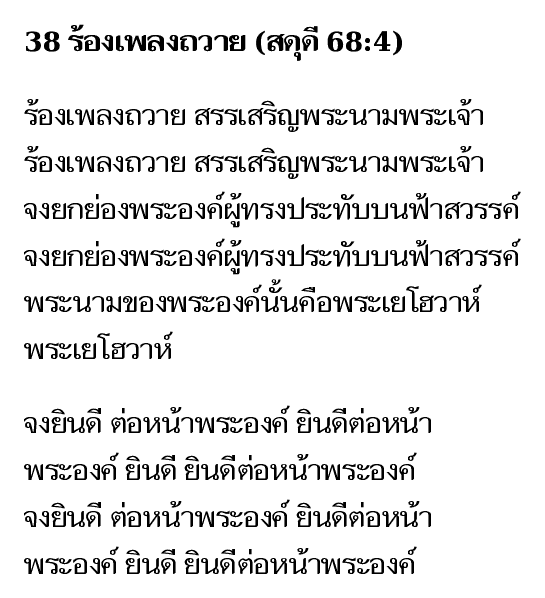 38 ร้องเพลงถวาย (สดุดี 68:4)
ร้องเพลงถวาย สรรเสริญพระนามพระเจ้า
ร้องเพลงถวาย สรรเสริญพระนามพระเจ้า
จงยกย่องพระองค์ผู้ทรงประทับบนฟ้าสวรรค์
จงยกย่องพระองค์ผู้ทรงประทับบนฟ้าสวรรค์
พระนามของพระองค์นั้นคือพระเยโฮวาห์
พระเยโฮวาห์
จงยินดี ต่อหน้าพระองค์ ยินดีต่อหน้า
พระองค์ ยินดี ยินดีต่อหน้าพระองค์
จงยินดี ต่อหน้าพระองค์ ยินดีต่อหน้า
พระองค์ ยินดี ยินดีต่อหน้าพระองค์